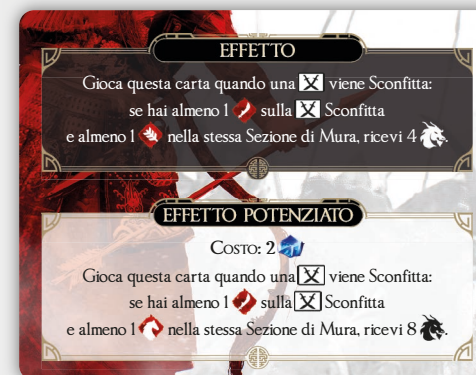 EFFETTO
Gioca questa carta quando una viene Sconfitta:
se hai almeno 1 sulla Sconfitta
e almeno 1 nella stessa Sezione di Mura, ricevi 4 .
EFFETTO POTENZIATO
COSTO: 2
Gioca questa carta quando una viene Sconfitta:
se hai almeno 1 sulla Sconfitta
e almeno 1 nella stessa Sezione di Mura, ricevi 8 .